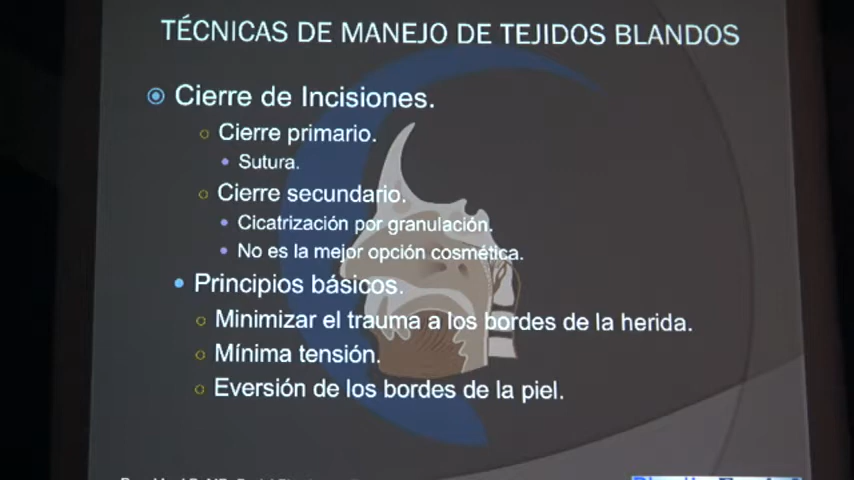 TÉCNICAS DE MANEJO DE TEJIDOS BLANDOS
Cierre de Incisiones.
Cierre primario.
Sutura.
Cierre secundario.
Cicatrización por granulación.
No es la mejor opción cosmética.
Principios básicos.
Minimizar el trauma a los bordes de la herida.
Mínima tensión.
Eversión de los bordes de la piel.